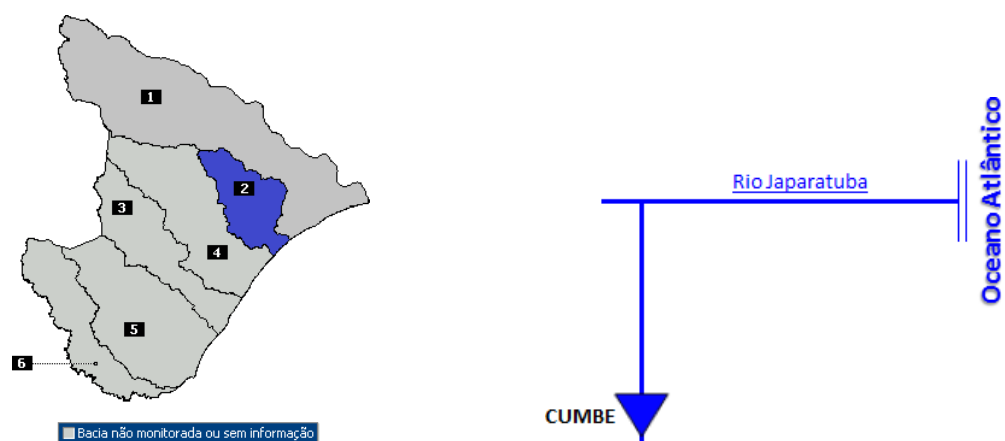 1
2
3
4
5
6
Bacia não monitorada ou sem informação
Rio Japaratuba
Oceano Atlântico
CUMBE